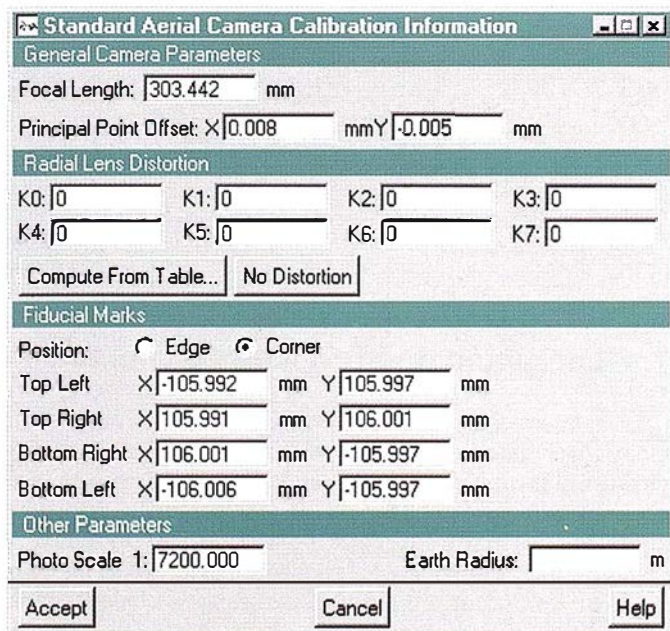 Standard Aerial Camera Calibration Information
General Camera Parameters
Focal Length: 303.442 mm
Principal Point Offset: X 0.008 mm Y -0.005 mm
Radial Lens Distortion
K0: 0 K1: 0 K2: 0 K3: 0
K4: 0 K5: 0 K6: 0 K7: 0
Compute From Table... No Distortion
Fiducial Marks
Position: Edge Corner
Top Left X -105.992 mm Y 105.997 mm
Top Right X 105.991 mm Y 106.001 mm
Bottom Right X 106.001 mm Y -105.997 mm
Bottom Left X -106.006 mm Y -105.997 mm
Other Parameters
Photo Scale 1: 7200.000 Earth Radius: m
Accept Cancel Help